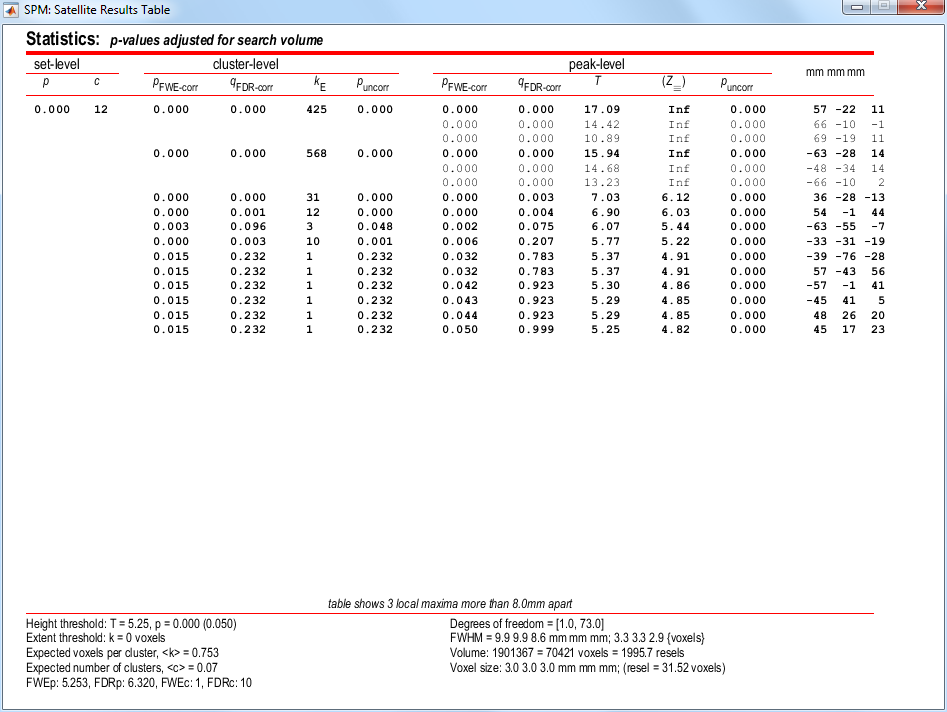 SPM: Satellite Results Table
Statistics: p-values adjusted for search volume
set-level cluster-level peak-level mm mm mm
p c pFWE-corr qFDR-corr kE puncorr pFWE-corr qFDR-corr T (Z≡) puncorr
0.000 12 0.000 0.000 425 0.000 0.000 0.000 17.09 Inf 0.000 57 -22 11
0.000 0.000 14.42 Inf 0.000 66 -10 -1
0.000 0.000 10.89 Inf 0.000 69 -19 11
0.000 0.000 568 0.000 0.000 0.000 15.94 Inf 0.000 -63 -28 14
0.000 0.000 14.68 Inf 0.000 -48 -34 14
0.000 0.000 13.23 Inf 0.000 -66 -10 2
0.000 0.000 31 0.000 0.000 0.003 7.03 6.12 0.000 36 -28 -13
0.000 0.001 12 0.000 0.000 0.004 6.90 6.03 0.000 54 -1 44
0.003 0.096 3 0.048 0.002 0.075 6.07 5.44 0.000 -63 -55 -7
0.000 0.003 10 0.001 0.006 0.207 5.77 5.22 0.000 -33 -31 -19
0.015 0.232 1 0.232 0.032 0.783 5.37 4.91 0.000 -39 -76 -28
0.015 0.232 1 0.232 0.032 0.783 5.37 4.91 0.000 57 -43 56
0.015 0.232 1 0.232 0.042 0.923 5.30 4.86 0.000 -57 -1 41
0.015 0.232 1 0.232 0.043 0.923 5.29 4.85 0.000 -45 41 5
0.015 0.232 1 0.232 0.044 0.923 5.29 4.85 0.000 48 26 20
0.015 0.232 1 0.232 0.050 0.999 5.25 4.82 0.000 45 17 23
table shows 3 local maxima more than 8.0mm apart
Height threshold: T = 5.25, p = 0.000 (0.050)
Extent threshold: k = 0 voxels
Expected voxels per cluster, <k> = 0.753
Expected number of clusters, <c> = 0.07
FWEp: 5.253, FDRp: 6.320, FWEc: 1, FDRc: 10
Degrees of freedom = [1.0, 73.0]
FWHM = 9.9 9.9 8.6 mm mm mm; 3.3 3.3 2.9 {voxels}
Volume: 1901367 = 70421 voxels = 1995.7 resels
Voxel size: 3.0 3.0 3.0 mm mm mm; (resel = 31.52 voxels)